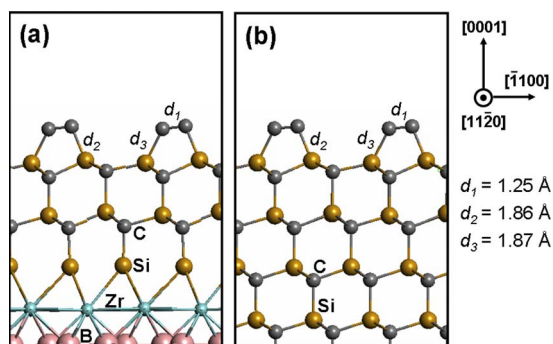 (a)
d₁
d₂
d₃
C
Si
Zr
B
(b)
d₁
d₂
d₃
C
Si
[0001]
[1̄100]
[112̄0]
d₁ = 1.25 Å
d₂ = 1.86 Å
d₃ = 1.87 Å